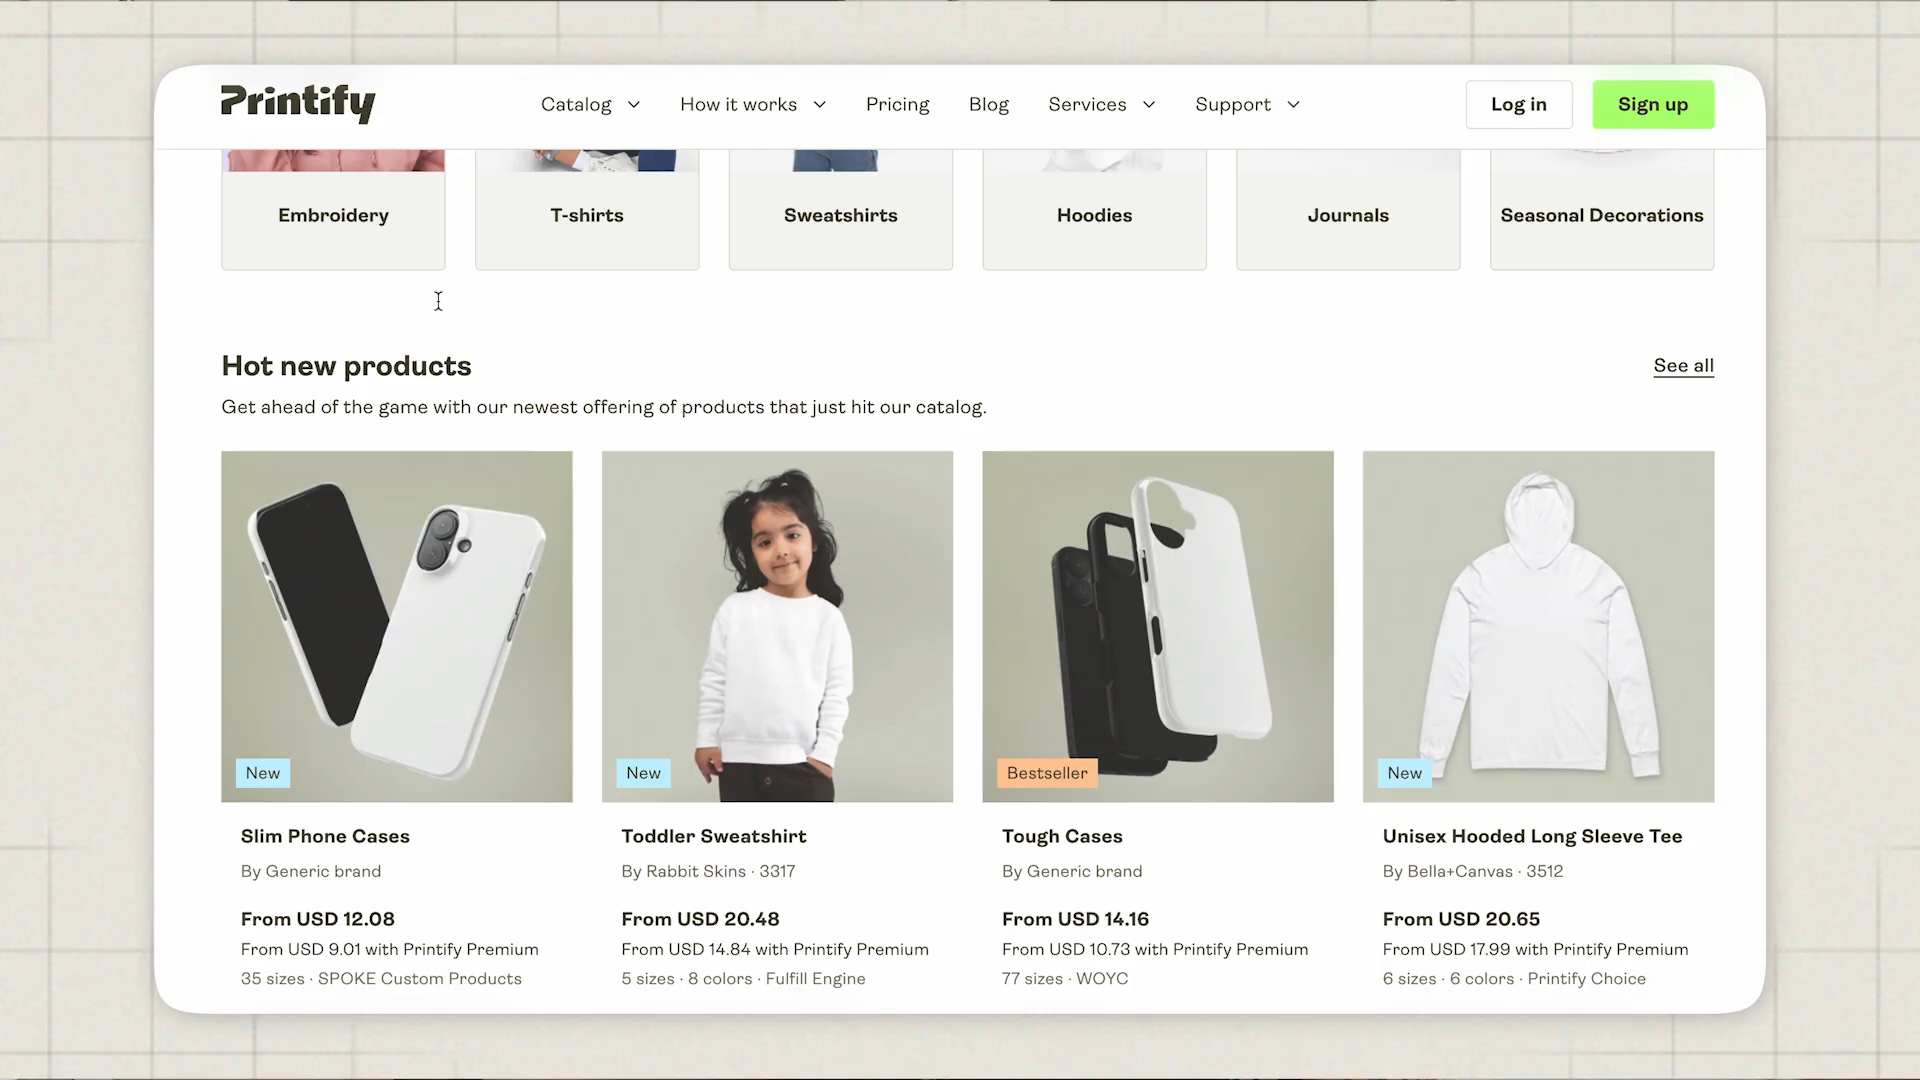 Printify
Catalog
How it works
Pricing
Blog
Services
Support
Log in
Sign up
Embroidery
T-shirts
Sweatshirts
Hoodies
Journals
Seasonal Decorations
Hot new products
See all
Get ahead of the game with our newest offering of products that just hit our catalog.
New
Slim Phone Cases
By Generic brand
From USD 12.08
From USD 9.01 with Printify Premium
35 sizes · SPOKE Custom Products
New
Toddler Sweatshirt
By Rabbit Skins · 3317
From USD 20.48
From USD 14.84 with Printify Premium
5 sizes · 8 colors · Fulfill Engine
Bestseller
Tough Cases
By Generic brand
From USD 14.16
From USD 10.73 with Printify Premium
77 sizes · WOYC
New
Unisex Hooded Long Sleeve Tee
By Bella+Canvas · 3512
From USD 20.65
From USD 17.99 with Printify Premium
6 sizes · 6 colors · Printify Choice